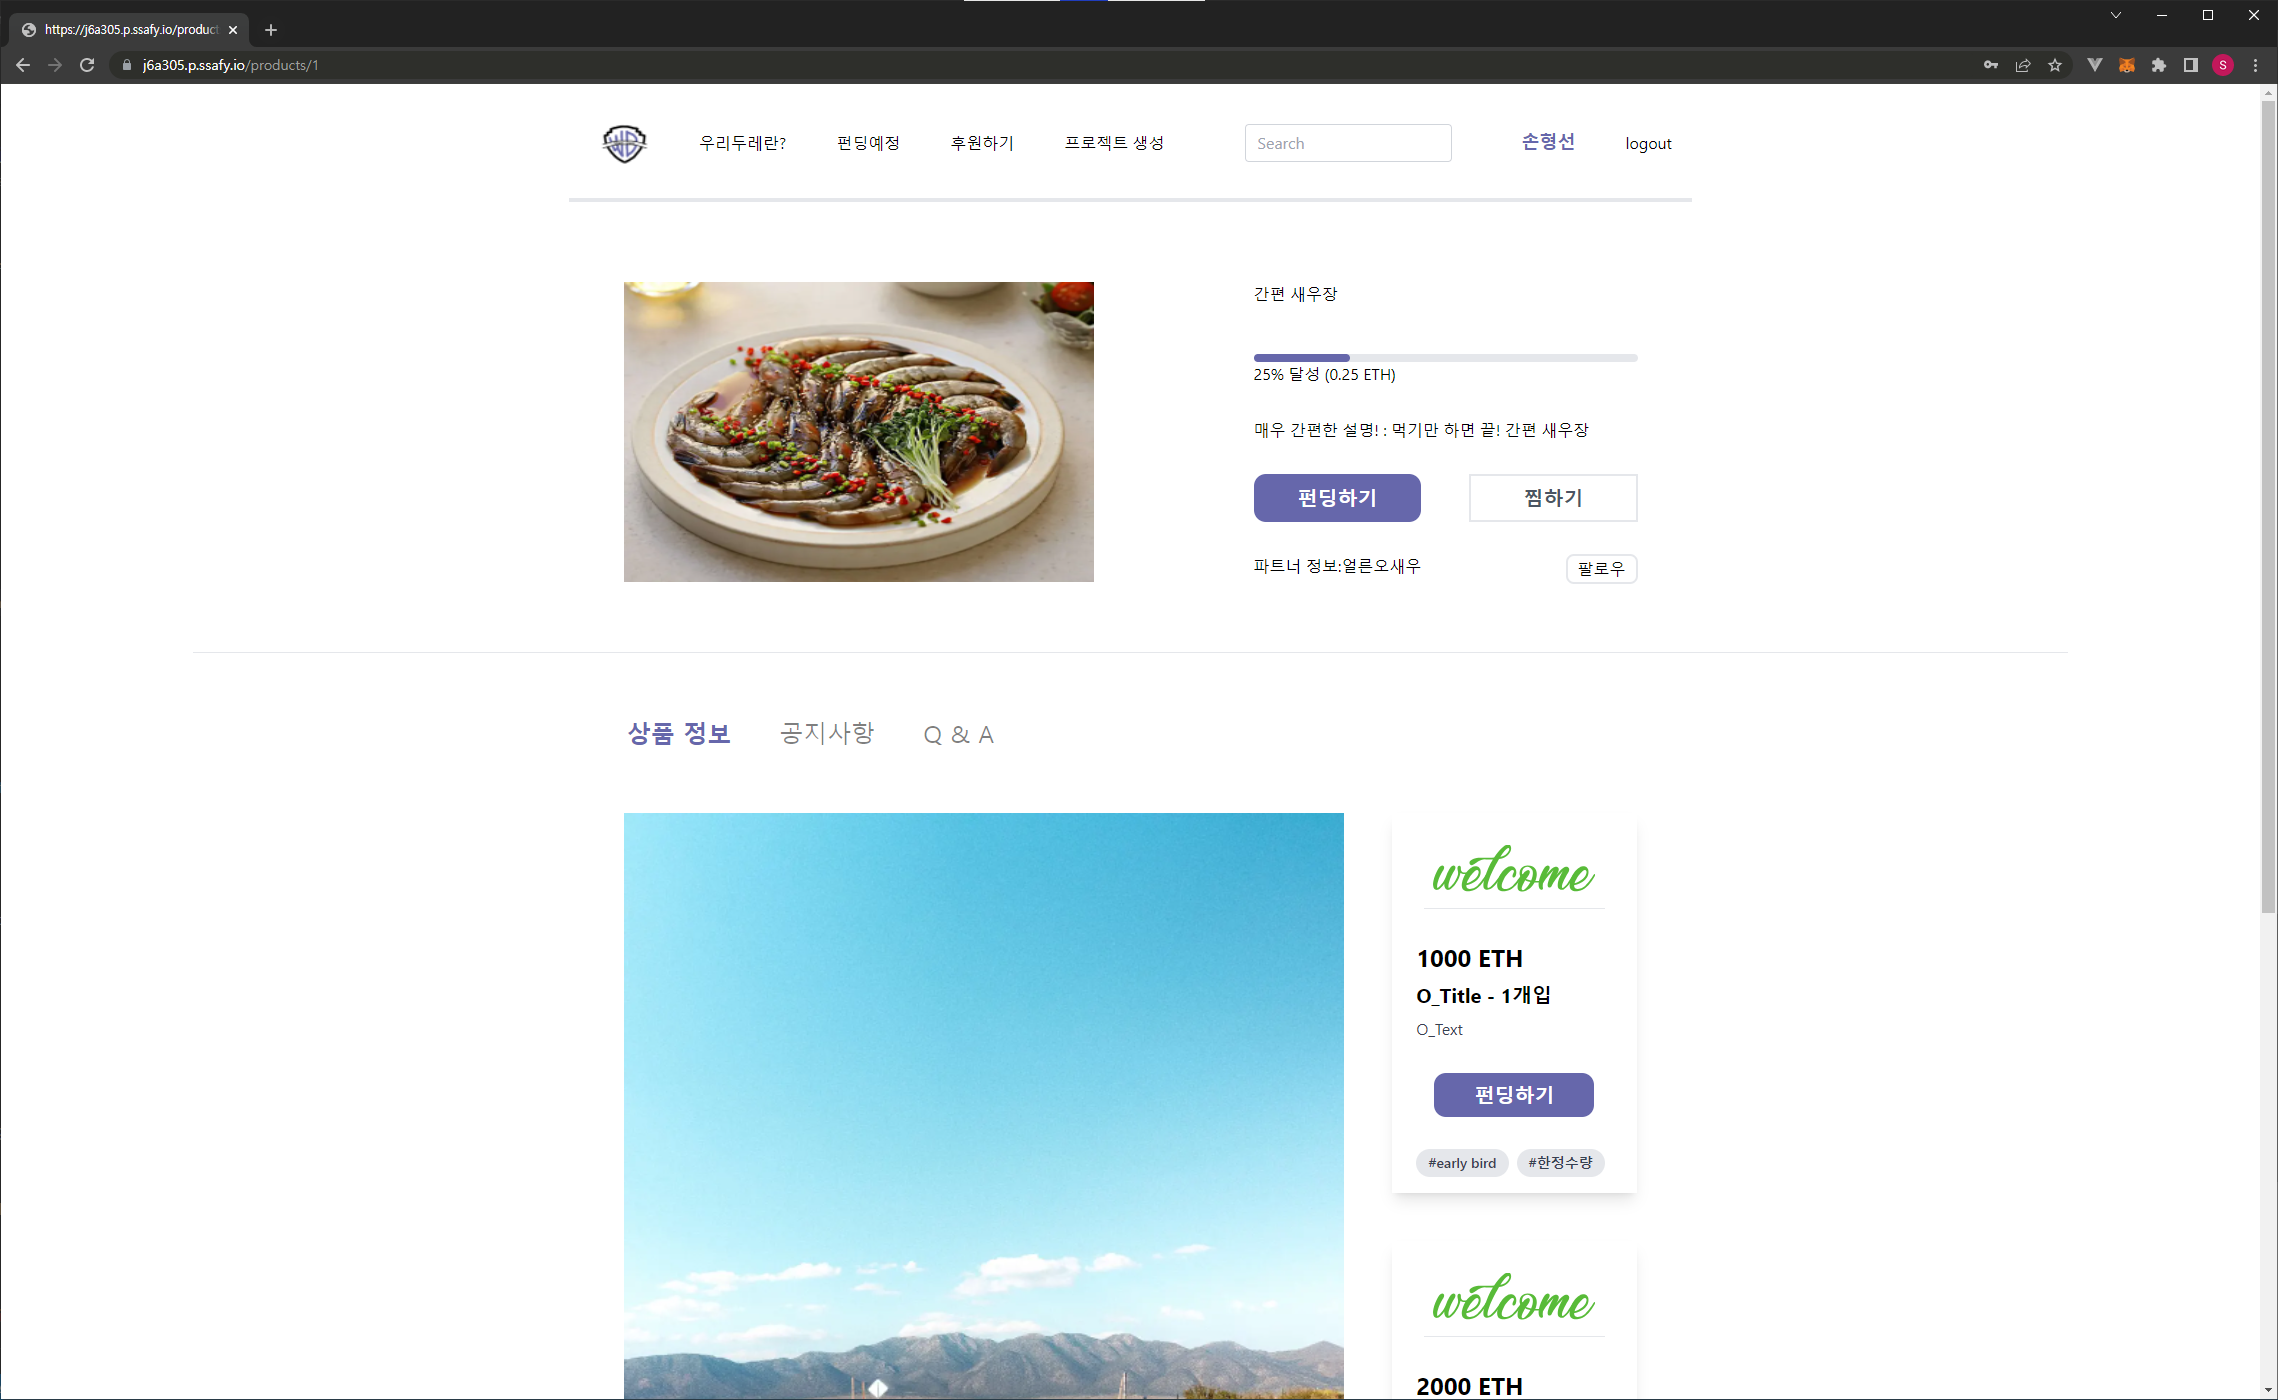 https://j6a305.p.ssafy.io/product
j6a305.p.ssafy.io/products/1
S
WD
우리두레란?
펀딩예정
후원하기
프로젝트 생성
Search
손형선
logout
간편 새우장
25% 달성 (0.25 ETH)
매우 간편한 설명! : 먹기만 하면 끝! 간편 새우장
펀딩하기
찜하기
파트너 정보:얼른오새우
팔로우
상품 정보
공지사항
Q & A
welcome
1000 ETH
O_Title - 1개입
O_Text
펀딩하기
#early bird
#한정수량
welcome
2000 ETH